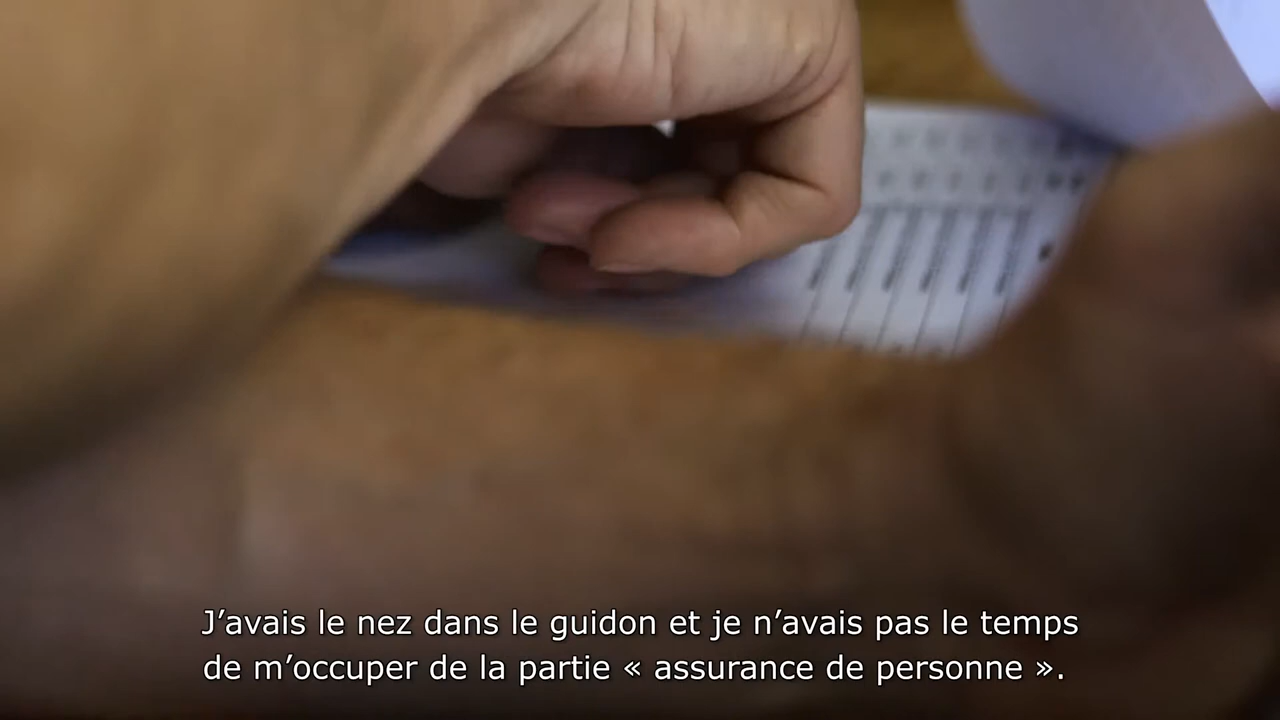 J’avais le nez dans le guidon et je n’avais pas le temps
de m’occuper de la partie « assurance de personne ».